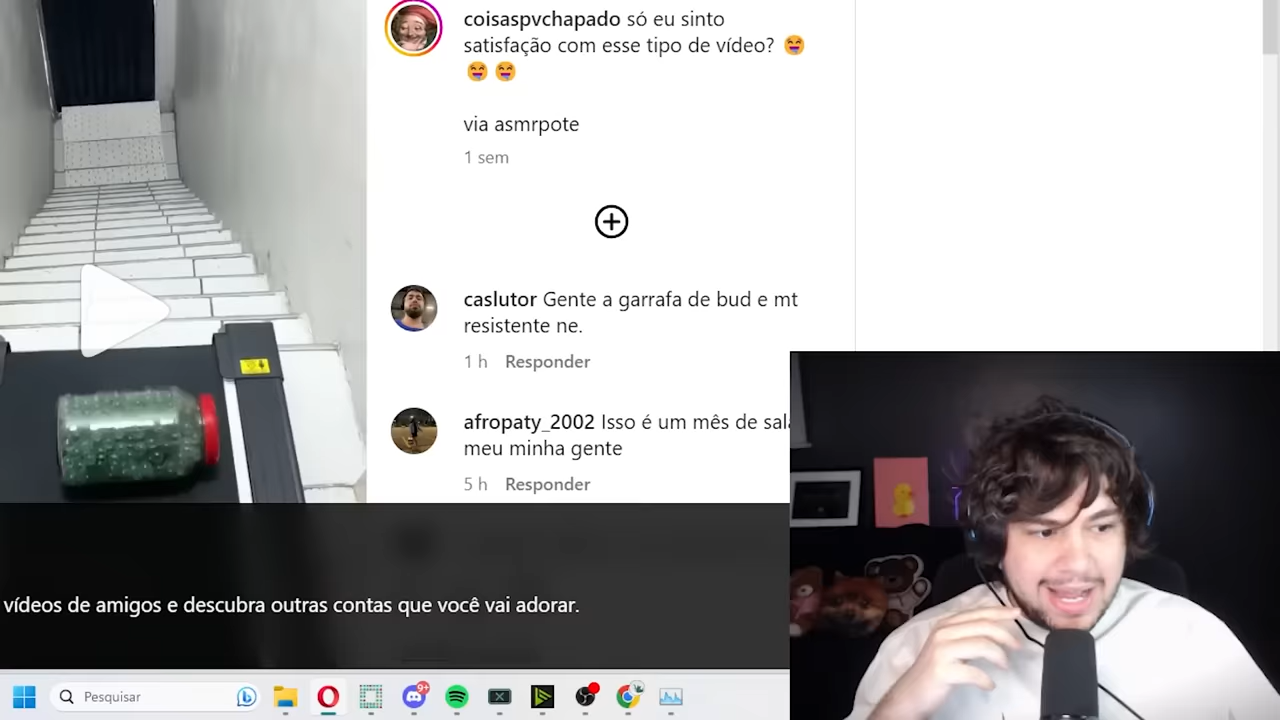 coisaspvchapado só eu sinto
satisfação com esse tipo de vídeo? 😝
😝 😝
via asmrpote
1 sem
caslutor Gente a garrafa de bud e mt
resistente ne.
1 h Responder
afropaty_2002 Isso é um mês de
meu minha gente
5 h Responder
vídeos de amigos e descubra outras contas que você vai adorar.
Pesquisar
9+